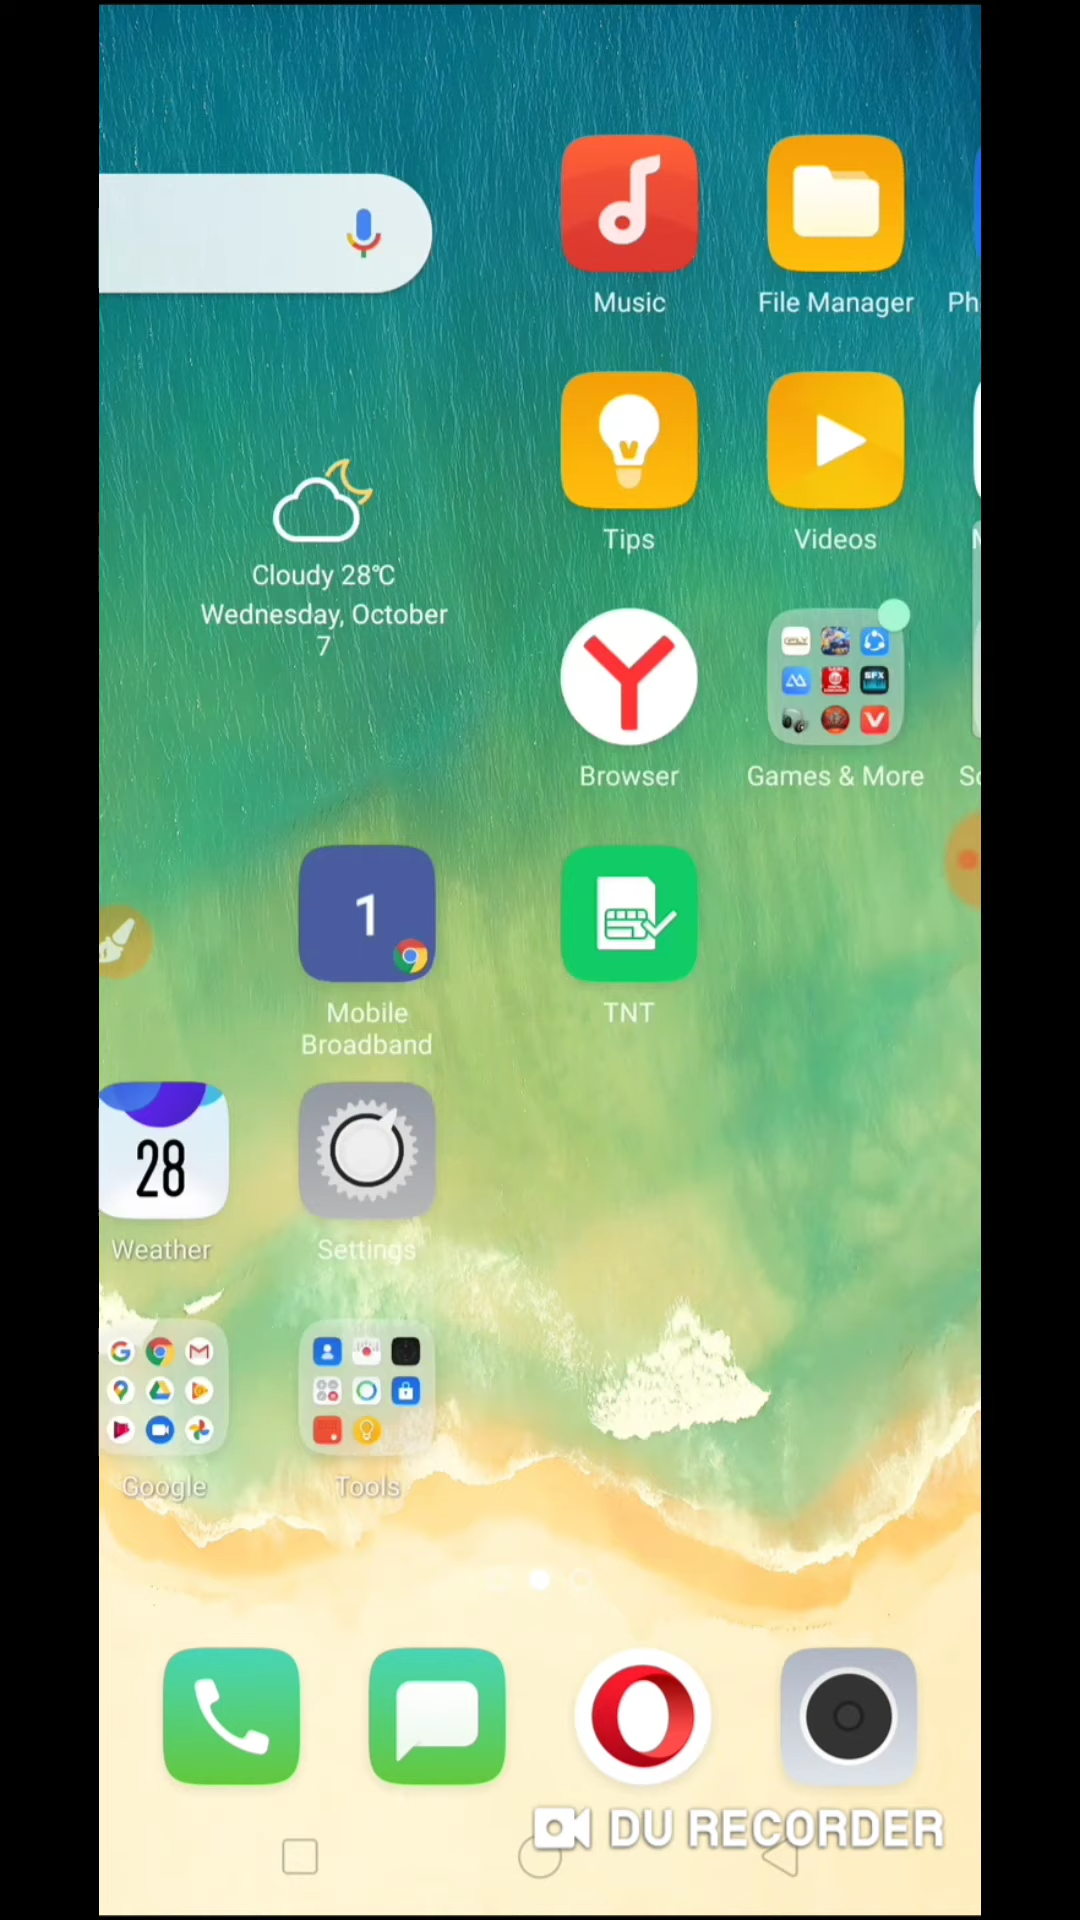 Music
File Manager
Ph
Tips
Videos
Cloudy 28℃
Wednesday, October
7
Browser
Games & More
1
Mobile
Broadband
TNT
28
Weather
Settings
Google
Tools
DU RECORDER